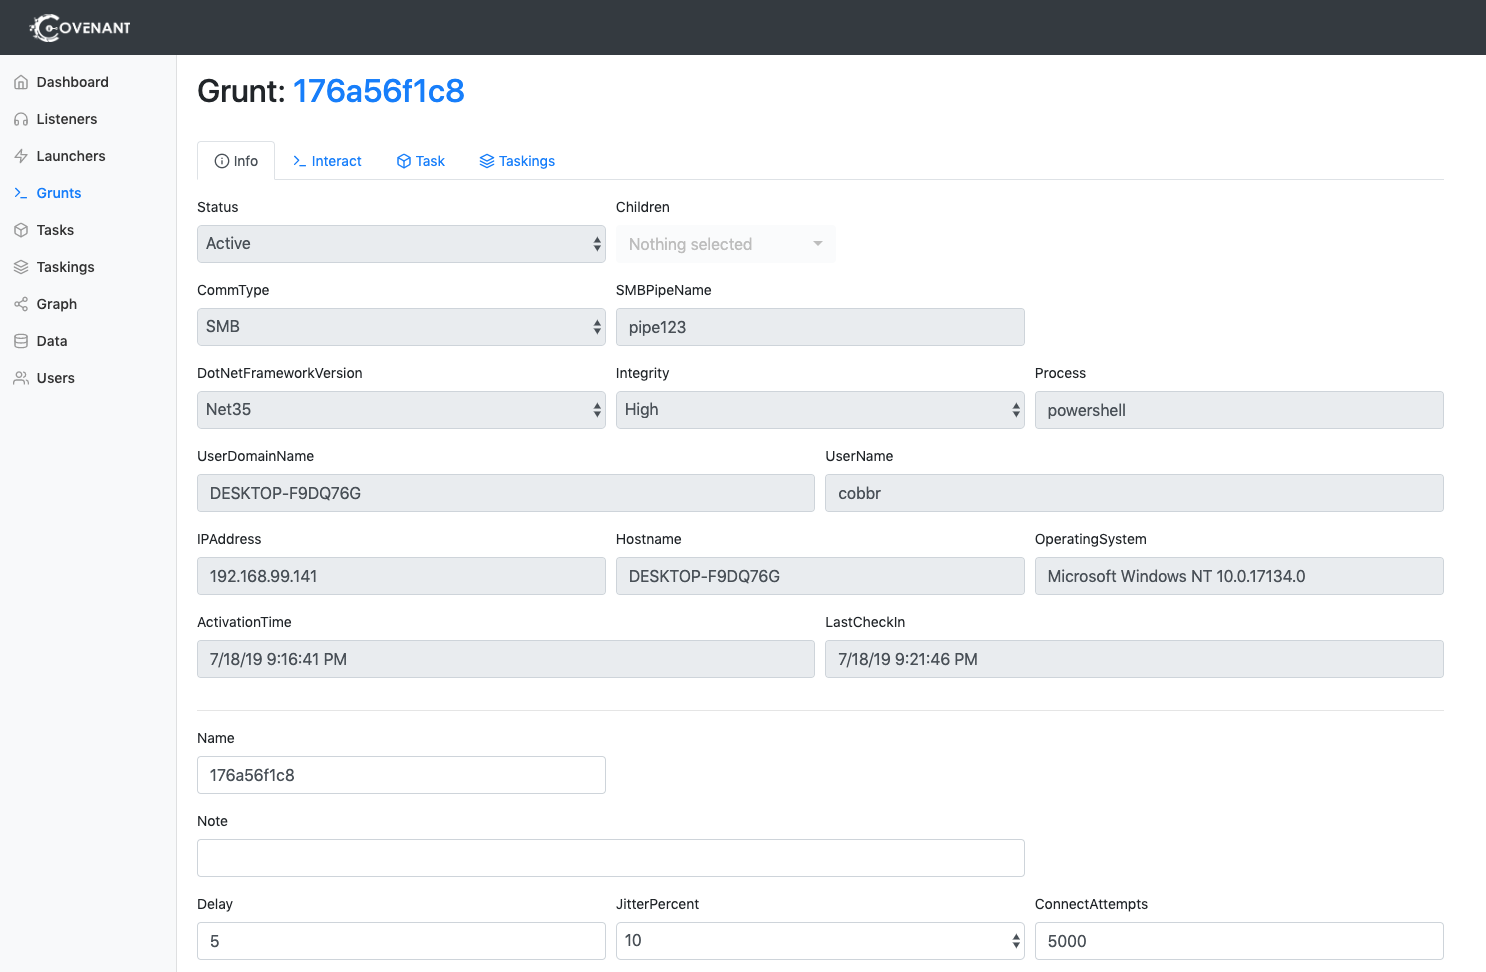 COVENANT
Dashboard
Listeners
Launchers
Grunts
Tasks
Taskings
Graph
Data
Users
Grunt: 176a56f1c8
Info Interact Task Taskings
Status Children
Active Nothing selected
CommType SMBPipeName
SMB pipe123
DotNetFrameworkVersion Integrity Process
Net35 High powershell
UserDomainName UserName
DESKTOP-F9DQ76G cobbr
IPAddress Hostname OperatingSystem
192.168.99.141 DESKTOP-F9DQ76G Microsoft Windows NT 10.0.17134.0
ActivationTime LastCheckIn
7/18/19 9:16:41 PM 7/18/19 9:21:46 PM
Name
176a56f1c8
Note
Delay JitterPercent ConnectAttempts
5 10 5000